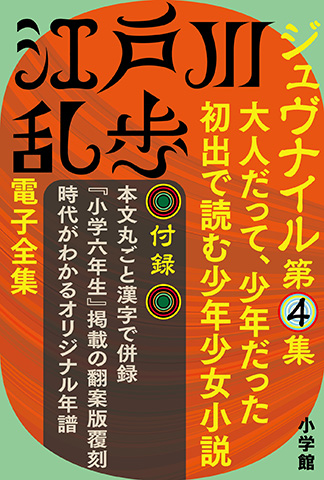 江戸川
乱歩
電子全集
ジュヴナイル第4集
大人だって、少年だった
初出で読む少年少女小説
付録
本文丸ごと漢字で併録
『小学六年生』掲載の翻案版覆刻
時代がわかるオリジナル年譜
小学館